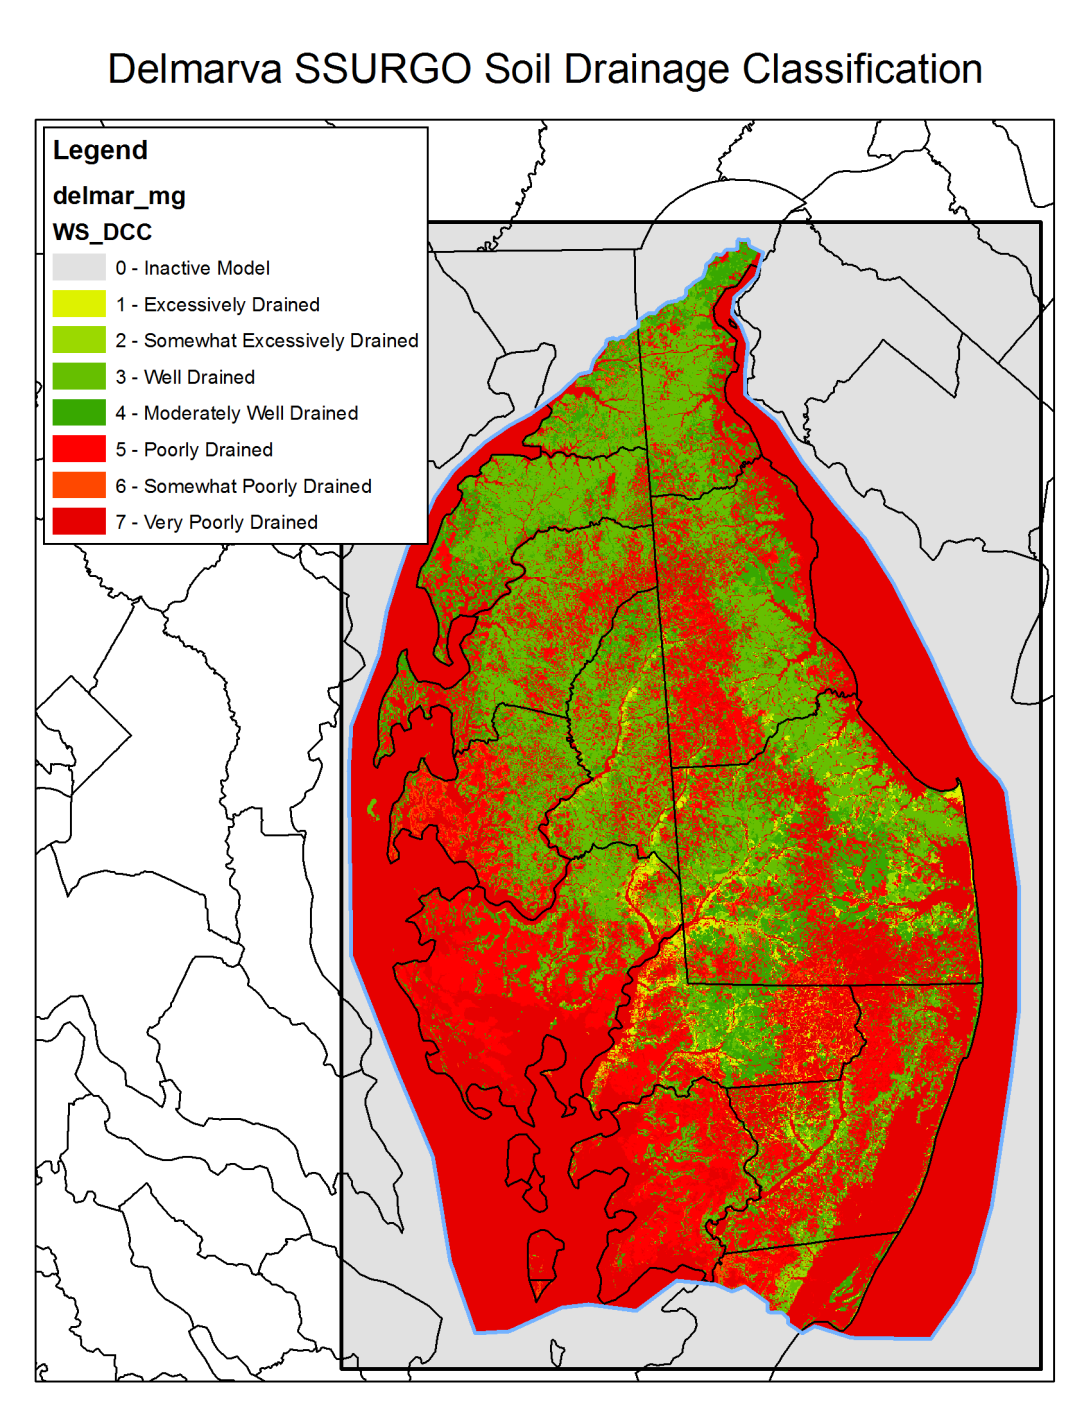 Delmarva SSURGO Soil Drainage Classification
Legend
delmar_mg
WS_DCC
0 - Inactive Model
1 - Excessively Drained
2 - Somewhat Excessively Drained
3 - Well Drained
4 - Moderately Well Drained
5 - Poorly Drained
6 - Somewhat Poorly Drained
7 - Very Poorly Drained